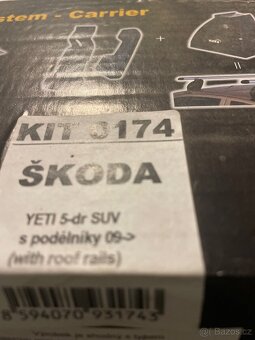 stem - Carrier
+
KIT 0174
ŠKODA
YETI 5-dr SUV
s podélníky 09->
(with roof rails)
8 594070 931743